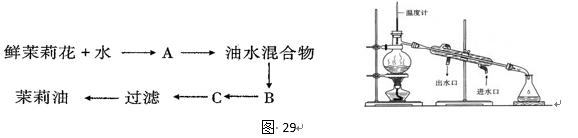 鲜茉莉花＋水 → A → 油水混合物
茉莉油 ← 过滤 ← C ← B
温度计
出水口
进水口
图 29